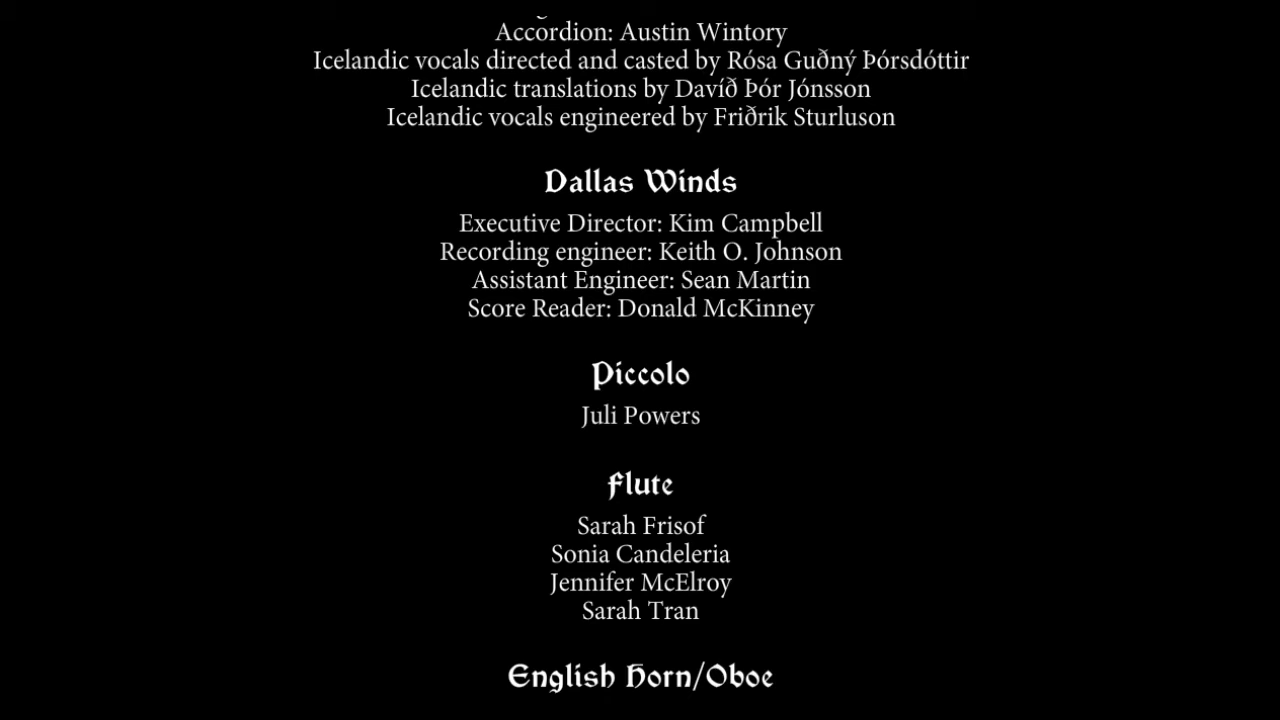 Accordion: Austin Wintory
Icelandic vocals directed and casted by Rósa Guðný Þórsdóttir
Icelandic translations by Davíð Þór Jónsson
Icelandic vocals engineered by Friðrik Sturluson
Dallas Winds
Executive Director: Kim Campbell
Recording engineer: Keith O. Johnson
Assistant Engineer: Sean Martin
Score Reader: Donald McKinney
Piccolo
Juli Powers
Flute
Sarah Frisof
Sonia Candeleria
Jennifer McElroy
Sarah Tran
English Horn/Oboe